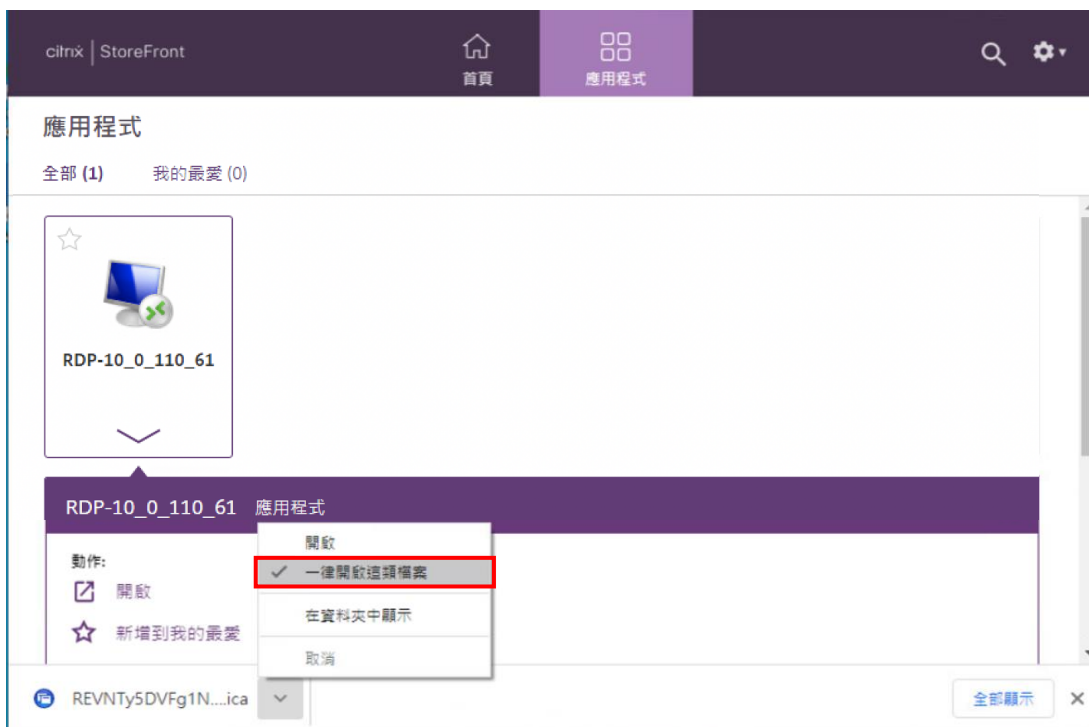 citrix | StoreFront
首頁
應用程式
應用程式
全部 (1) 我的最愛 (0)
RDP-10_0_110_61
RDP-10_0_110_61 應用程式
動作:
開啟
新增到我的最愛
開啟
一律開啟這類檔案
在資料夾中顯示
取消
REVNTy5DVFg1N....ica
全部顯示